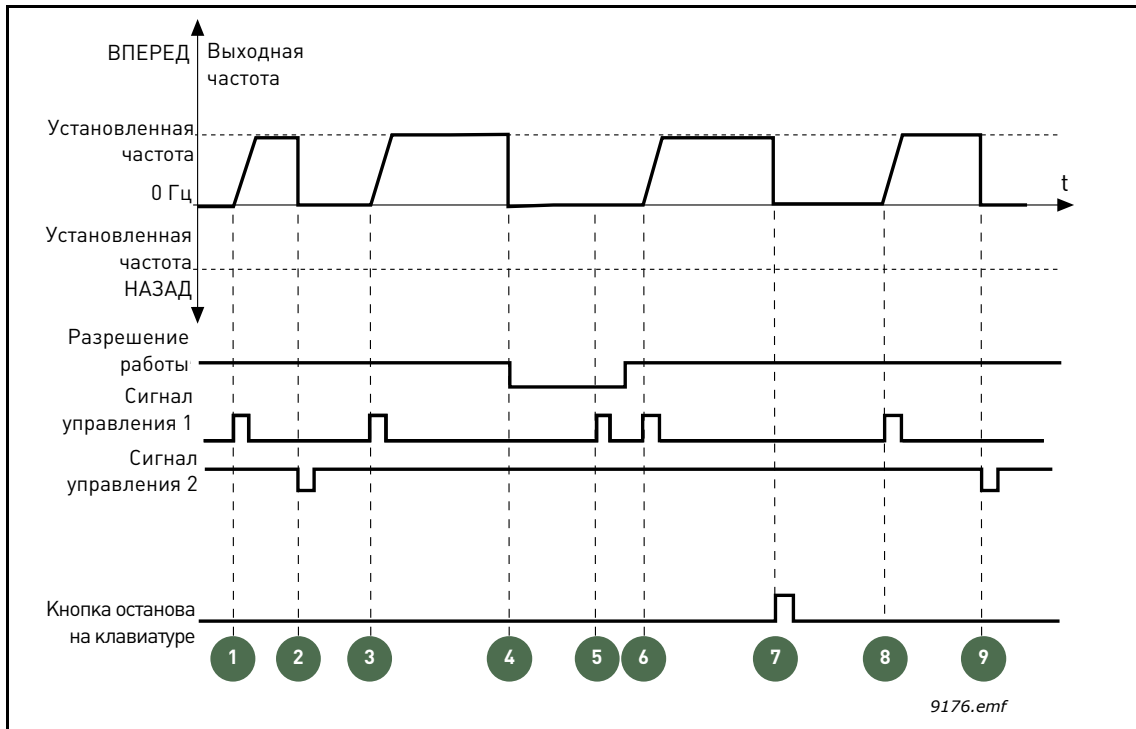 ВПЕРЕД
Выходная
частота
Установленная
частота
0 Гц
t
Установленная
частота
НАЗАД
Разрешение
работы
Сигнал
управления 1
Сигнал
управления 2
Кнопка останова
на клавиатуре
1 2 3 4 5 6 7 8 9
9176.emf